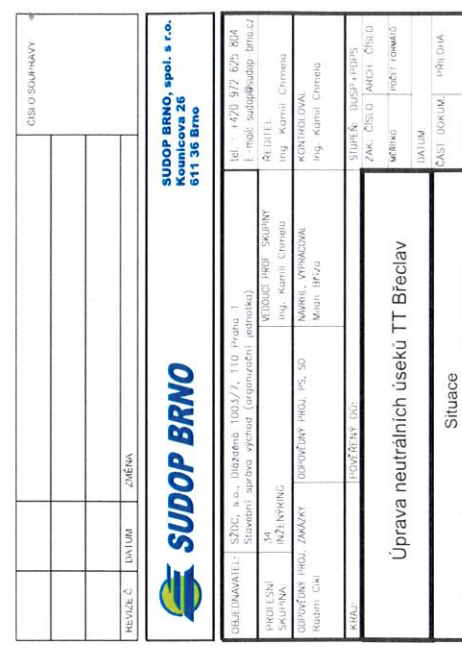 ČÍSLO SOUPRAVY
REVIZE Č. DATUM ZMĚNA
SUDOP BRNO
SUDOP BRNO, spol. s r.o.
Kounicova 26
611 36 Brno
OBJEDNAVATEL: SŽDC, s.o., Dlážděná 1003/7, 110 Praha 1
Stavební správa východ (organizační jednotka)
tel.: +420 972 625 804
E-mail: sudop@sudop-brno.cz
PROFESNÍ SKUPINA
34
INŽENÝRING
VEDOUCÍ PROF. SKUPINY
Ing. Kamil Chmela
ŘEDITEL
Ing. Kamil Chmela
ODPOVĚDNÝ PROJ. ZAKÁZKY
Radim Cikl
ODPOVĚDNÝ PROJ. PS, SO
NAVRHL, VYPRACOVAL
Milan Bříza
KONTROLOVAL
Ing. Kamil Chmela
KRAJ: POVĚŘENÝ OÚ: STUPEŇ: DUSP+PDPS
Úprava neutrálních úseků TT Břeclav
ZAK. ČÍSLO ARCH. ČÍSLO
MĚŘÍTKO POČET FORMÁTŮ
DATUM:
ČÁST DOKUM. PŘÍLOHA
Situace